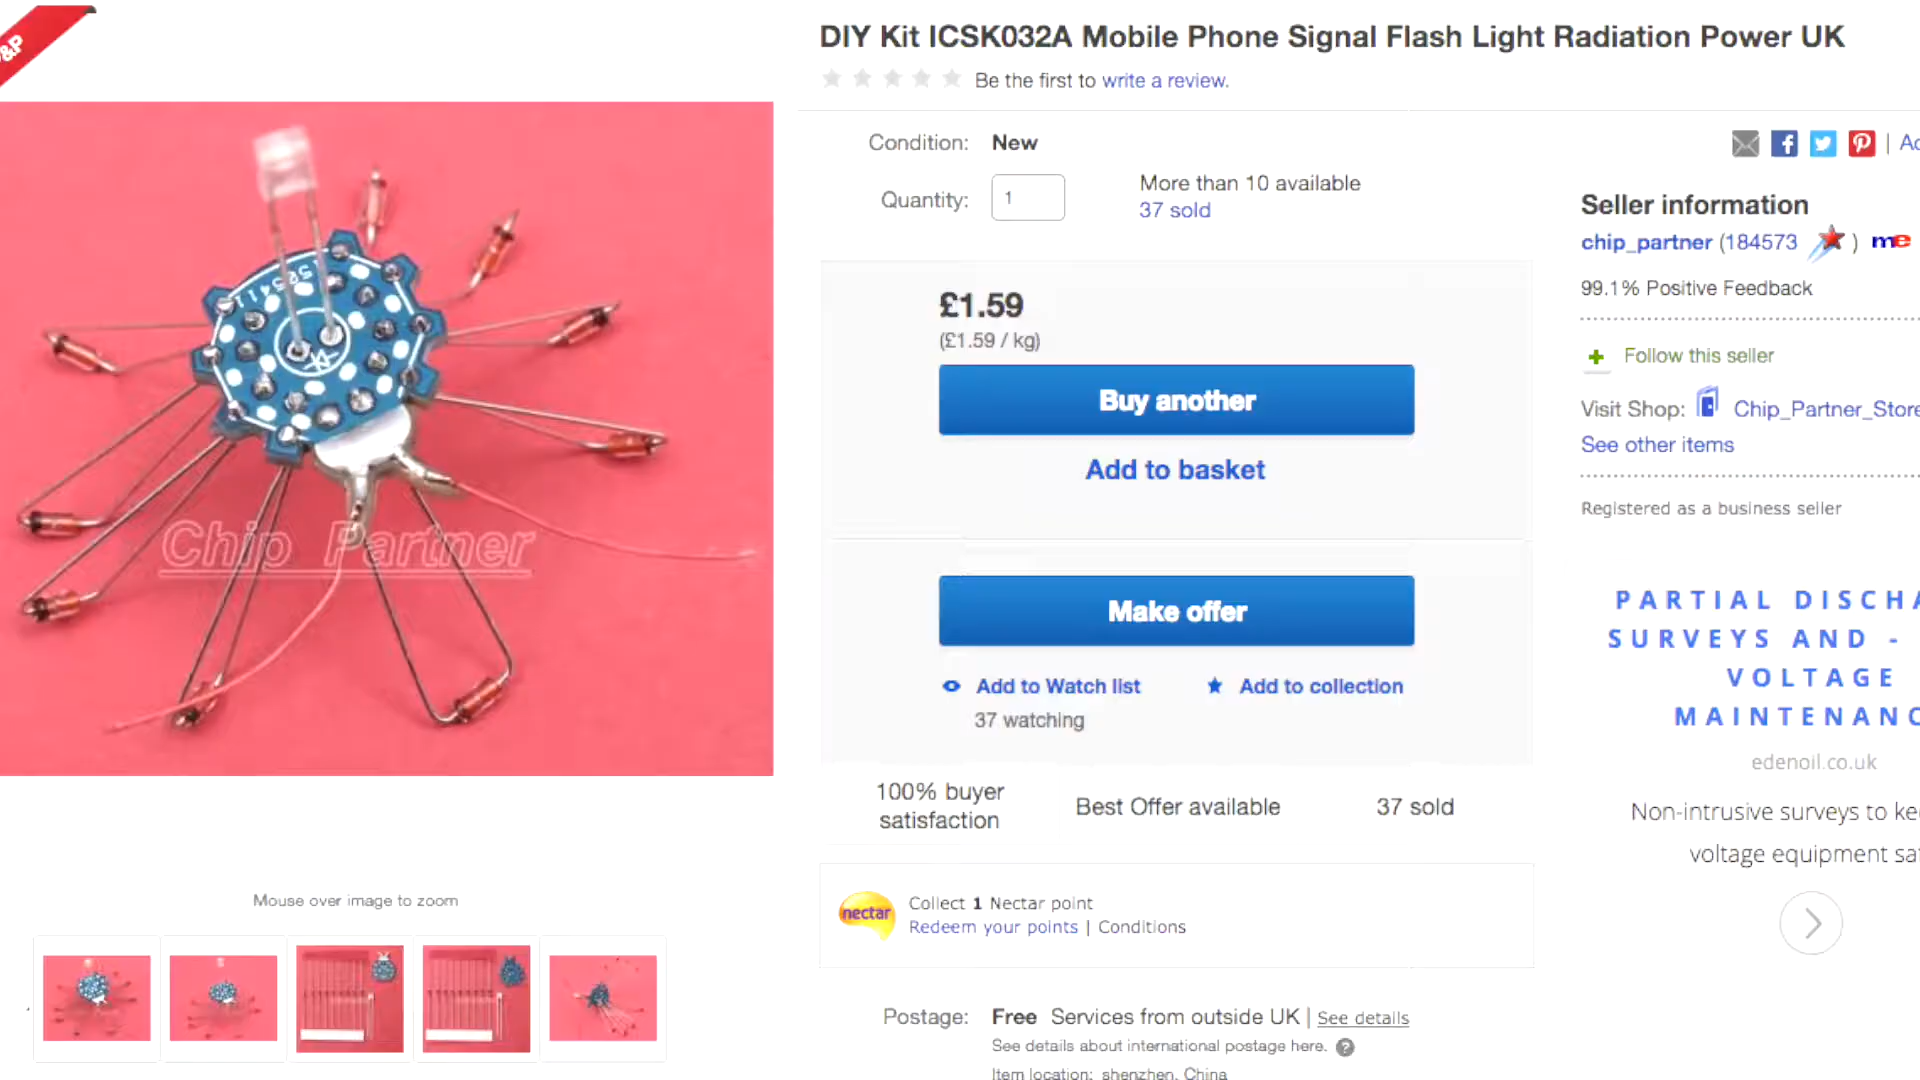 &P
DIY Kit ICSK032A Mobile Phone Signal Flash Light Radiation Power UK
Be the first to write a review.
Condition: New
Quantity: 1
More than 10 available
37 sold
£1.59
(£1.59 / kg)
Buy another
Add to basket
Make offer
Add to Watch list
Add to collection
37 watching
100% buyer
satisfaction
Best Offer available
37 sold
nectar
Collect 1 Nectar point
Redeem your points | Conditions
Postage: Free Services from outside UK | See details
See details about international postage here. ?
Item location: shenzhen, China
Seller information
chip_partner (184573 ) me
99.1% Positive Feedback
+ Follow this seller
Visit Shop: Chip_Partner_Store
See other items
Registered as a business seller
PARTIAL DISCHA
SURVEYS AND -
VOLTAGE
MAINTENANC
edenoil.co.uk
Non-intrusive surveys to ke
voltage equipment sa
Chip Partner
Mouse over image to zoom